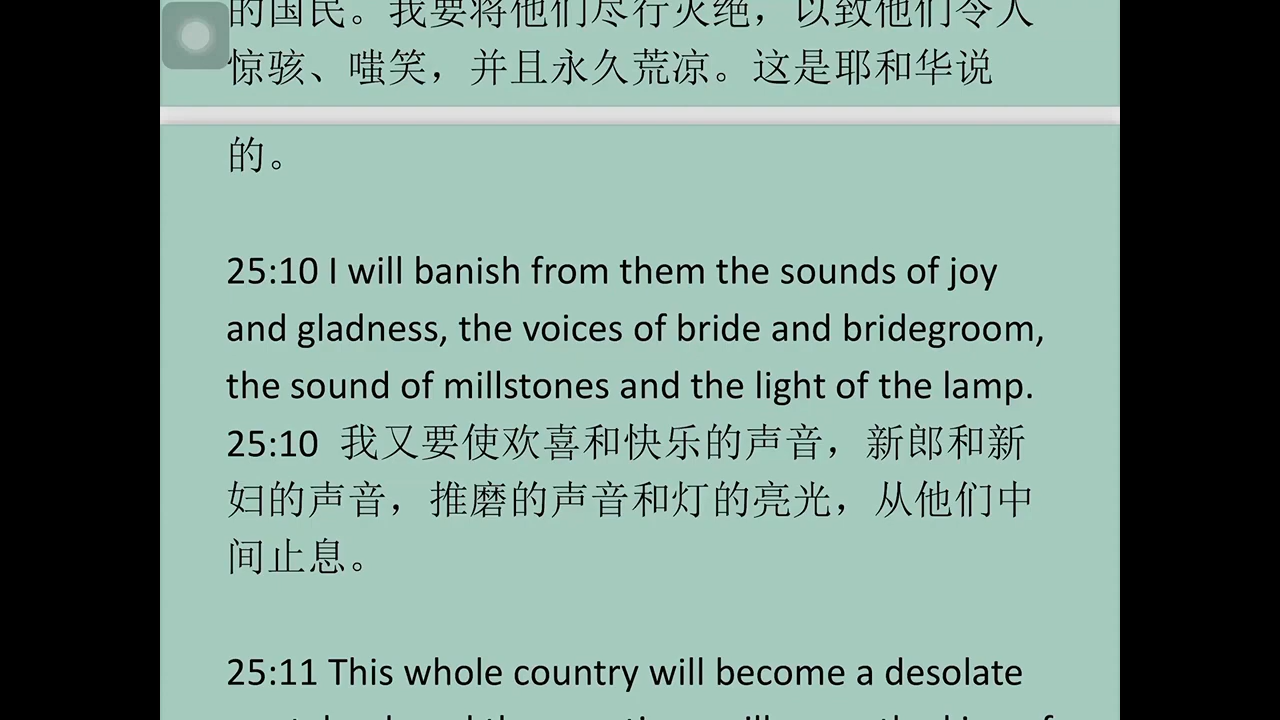 的国民。我要将他们尽行灭绝，以致他们令人
惊骇、嗤笑，并且永久荒凉。这是耶和华说
的。
25:10 I will banish from them the sounds of joy
and gladness, the voices of bride and bridegroom,
the sound of millstones and the light of the lamp.
25:10 我又要使欢喜和快乐的声音，新郎和新
妇的声音，推磨的声音和灯的亮光，从他们中
间止息。
25:11 This whole country will become a desolate